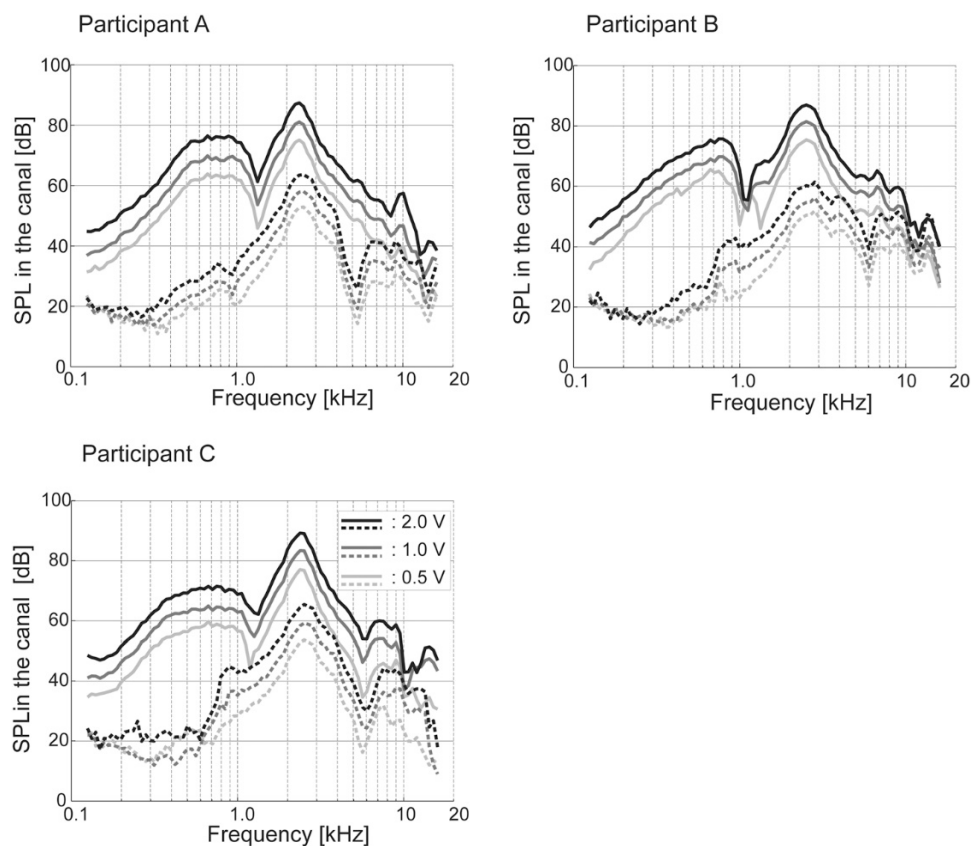 Participant A
100
80
60
40
20
0
SPL in the canal [dB]
0.1
1.0
10
20
Frequency [kHz]
Participant B
100
80
60
40
20
0
SPL in the canal [dB]
0.1
1.0
10
20
Frequency [kHz]
Participant C
100
80
60
40
20
0
SPLin the canal [dB]
: 2.0 V
: 1.0 V
: 0.5 V
0.1
1.0
10
20
Frequency [kHz]